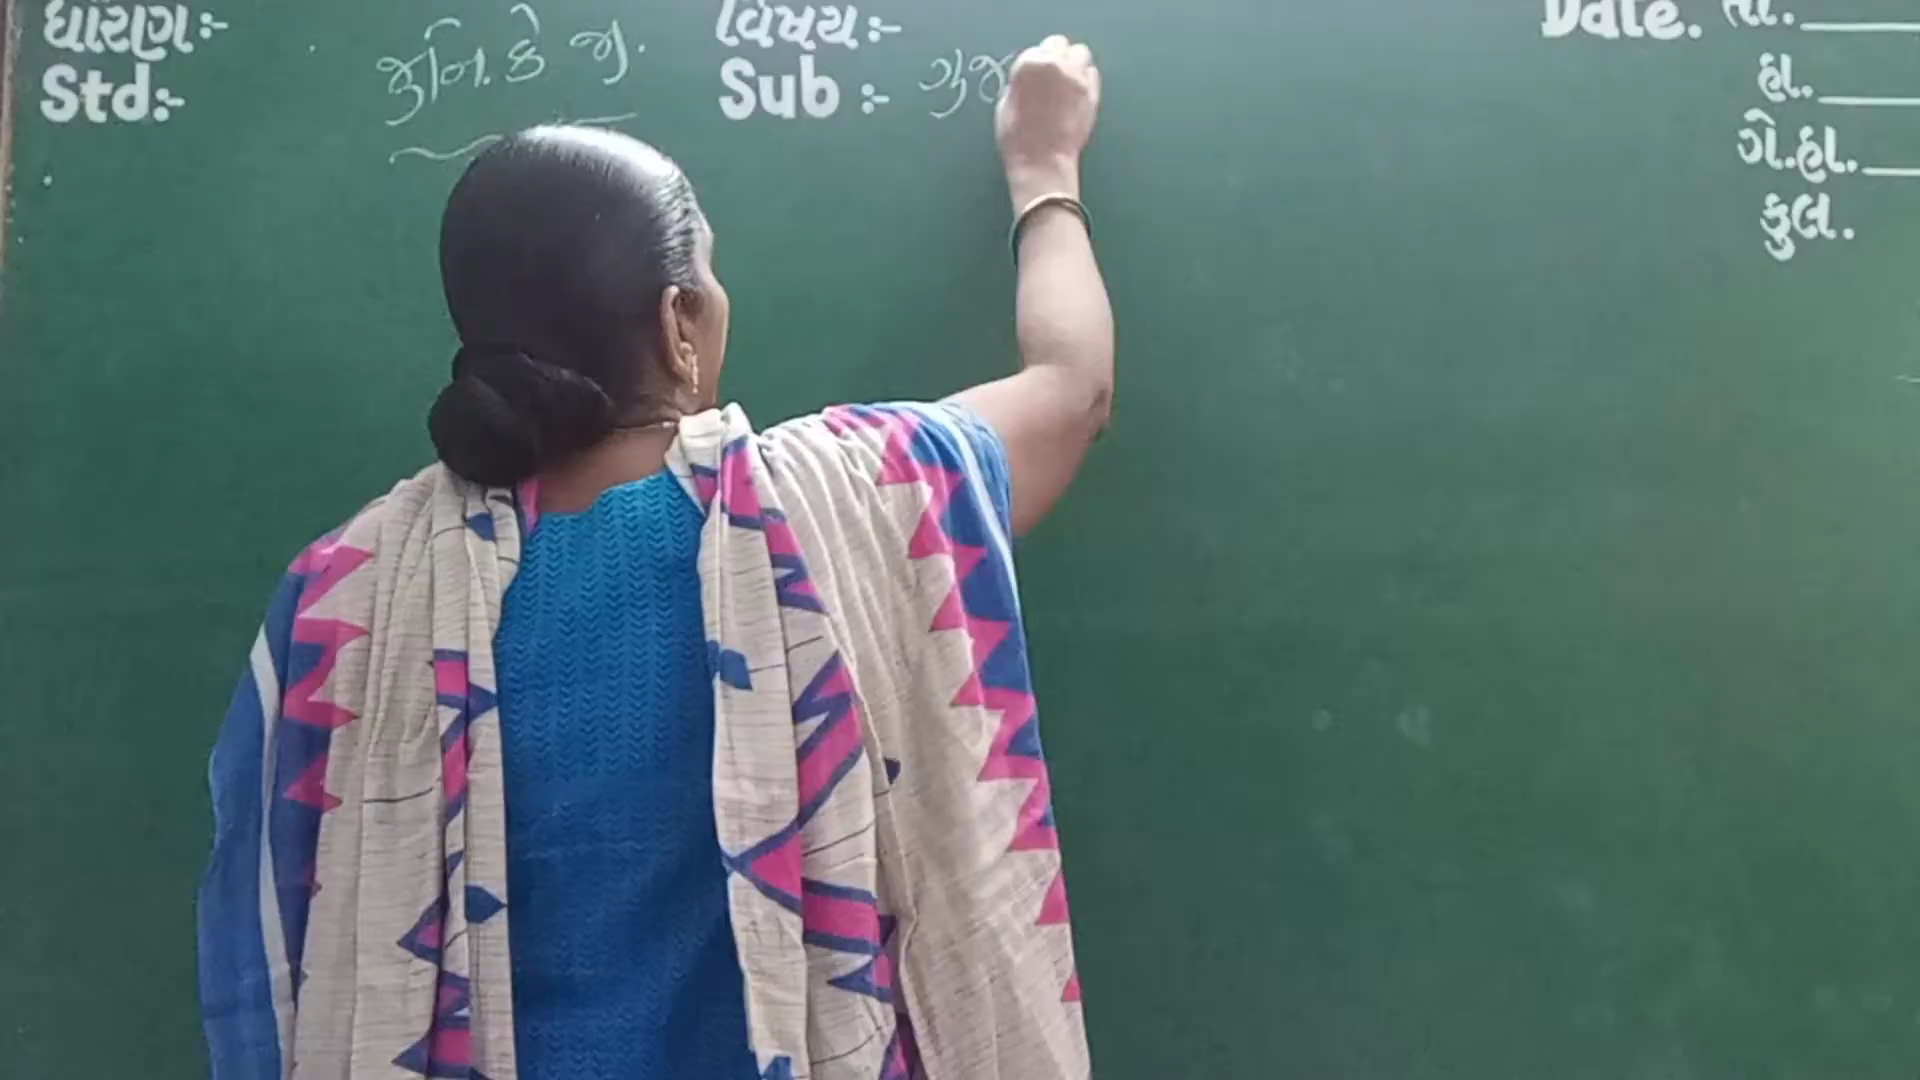 ધોરણ:- વિષય:- Date. તા.
Std:- જુનિ. કે જી. Sub :- ગુજ
હા.
ગે.હા.
કુલ.